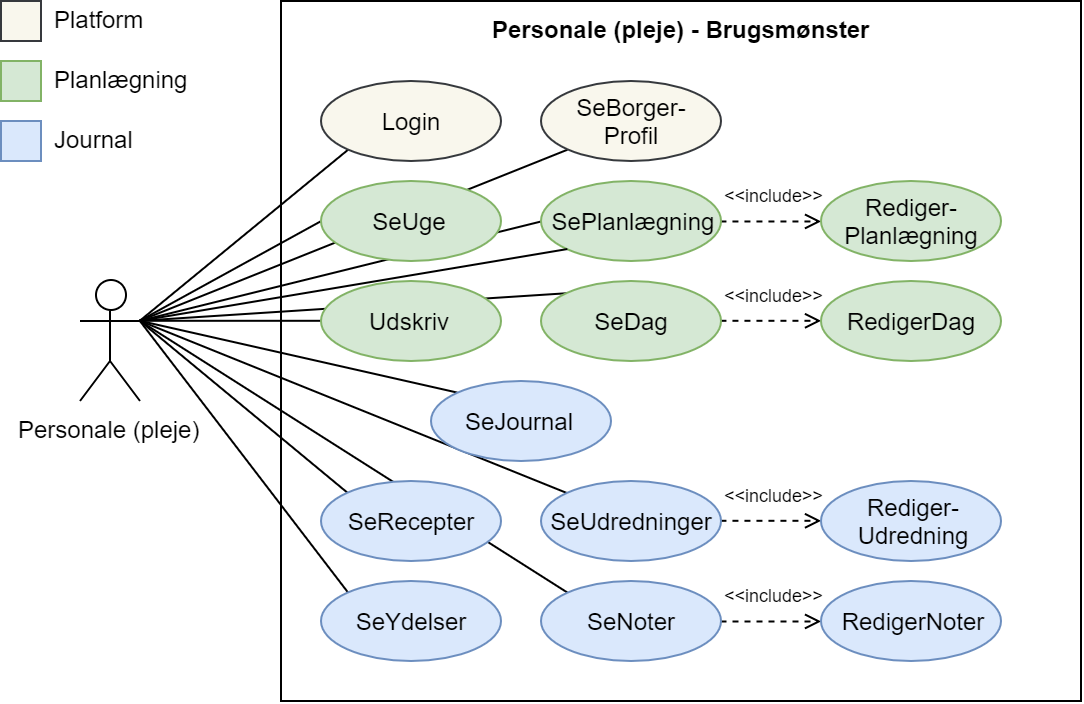 Platform
Planlægning
Journal
Personale (pleje) - Brugsmønster
Login
SeBorger-
Profil
SeUge
SePlanlægning
<<include>>
Rediger-
Planlægning
Udskriv
SeDag
<<include>>
RedigerDag
Personale (pleje)
SeJournal
SeRecepter
SeUdredninger
<<include>>
Rediger-
Udredning
SeYdelser
SeNoter
<<include>>
RedigerNoter